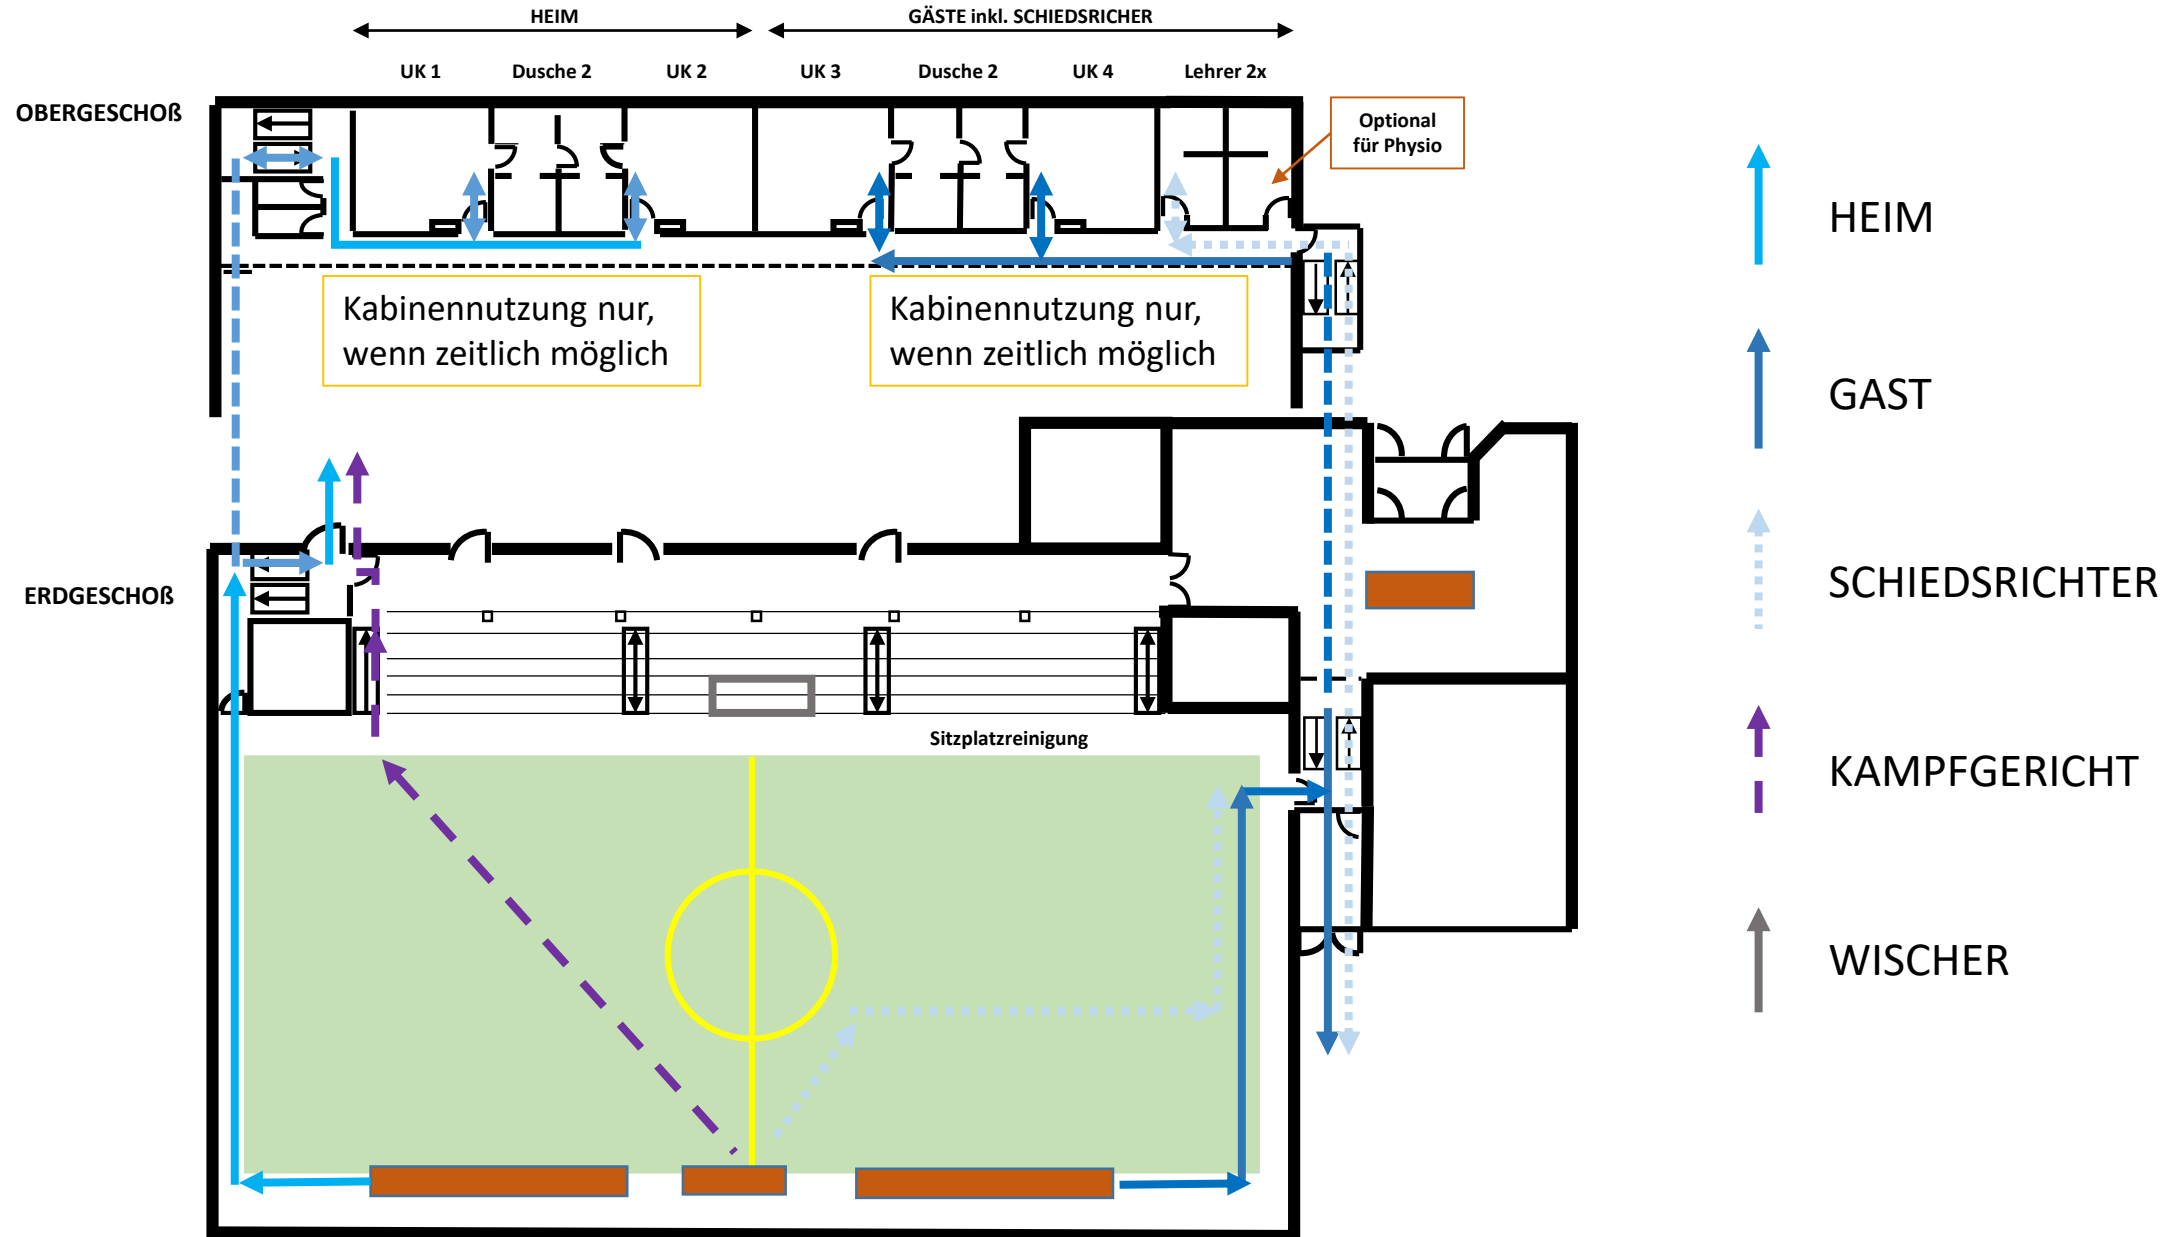 HEIM
GÄSTE inkl. SCHIEDSRICHER
UK 1
Dusche 2
UK 2
UK 3
Dusche 2
UK 4
Lehrer 2x
OBERGESCHOß
Optional
für Physio
HEIM
Kabinennutzung nur,
wenn zeitlich möglich
Kabinennutzung nur,
wenn zeitlich möglich
GAST
ERDGESCHOß
SCHIEDSRICHTER
Sitzplatzreinigung
KAMPFGERICHT
WISCHER